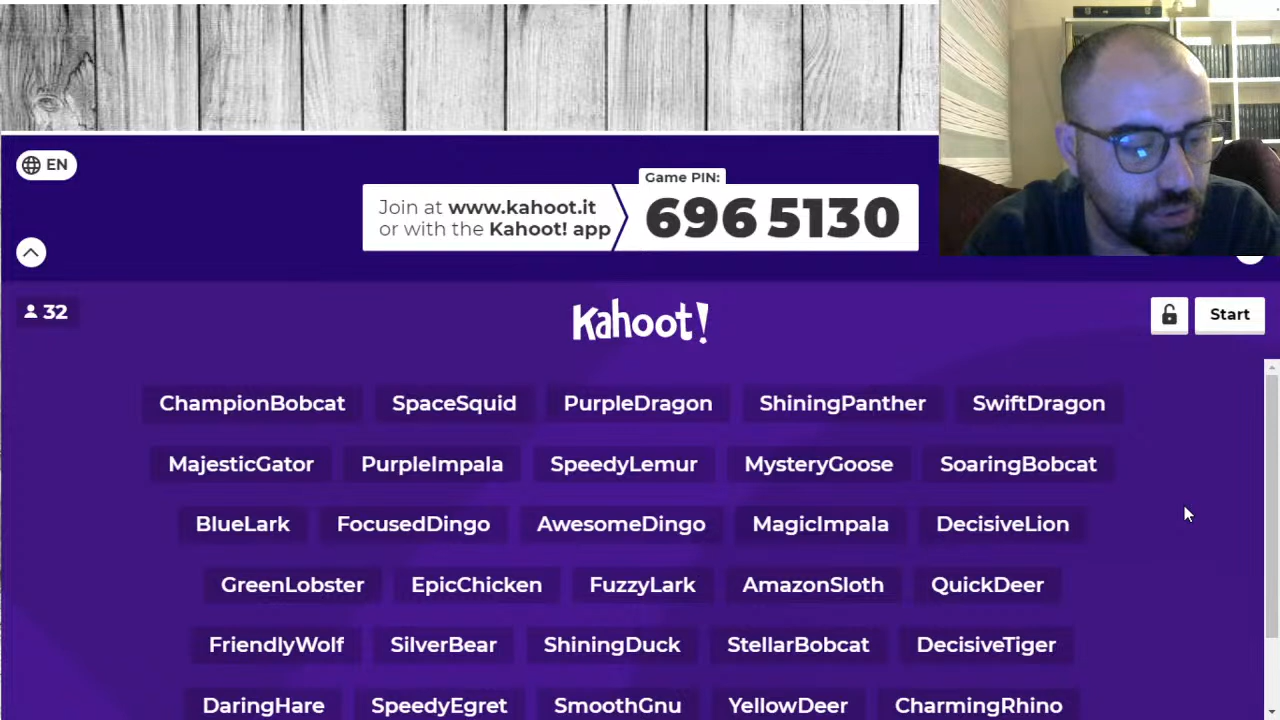 EN
Game PIN:
Join at www.kahoot.it
or with the Kahoot! app
696 5130
32
Kahoot!
Start
ChampionBobcat SpaceSquid PurpleDragon ShiningPanther SwiftDragon
MajesticGator PurpleImpala SpeedyLemur MysteryGoose SoaringBobcat
BlueLark FocusedDingo AwesomeDingo MagicImpala DecisiveLion
GreenLobster EpicChicken FuzzyLark AmazonSloth QuickDeer
FriendlyWolf SilverBear ShiningDuck StellarBobcat DecisiveTiger
DaringHare SpeedyEgret SmoothGnu YellowDeer CharmingRhino